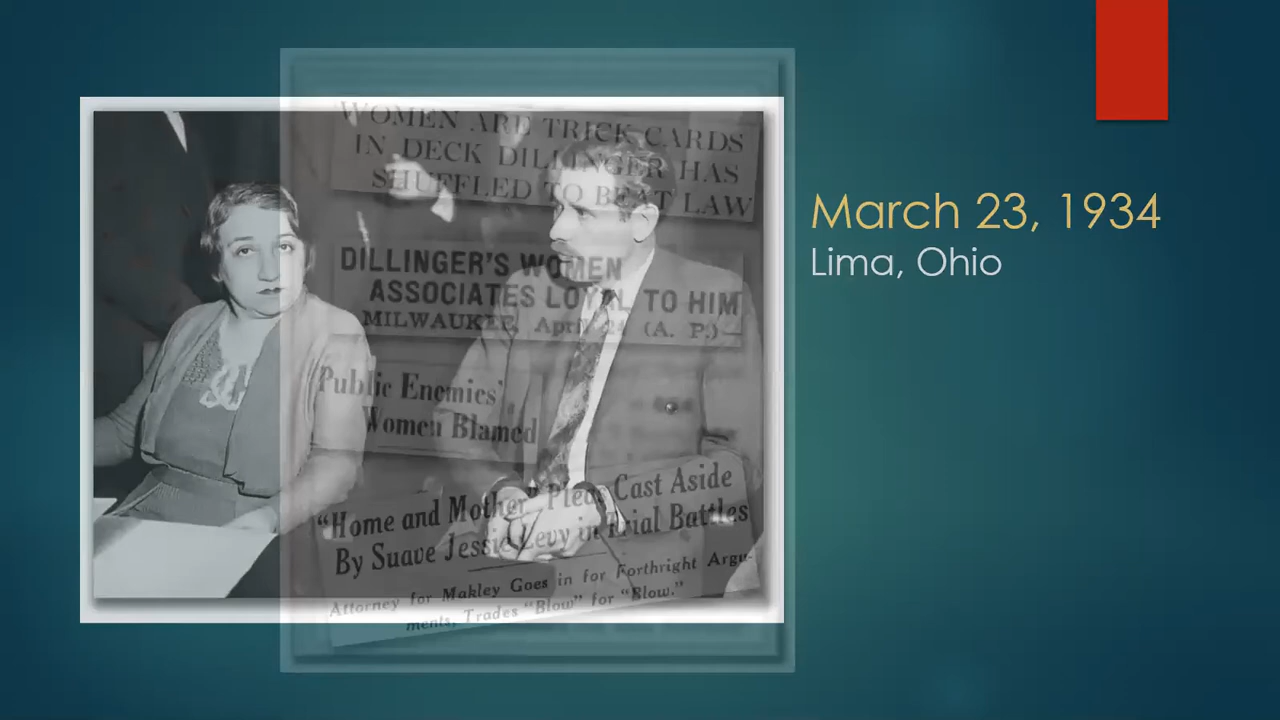 WOMEN ARE TRICK CARDS
IN DECK DILLINGER HAS
SHUFFLED TO BEAT LAW
DILLINGER'S WOMEN
ASSOCIATES LOYAL TO HIM
MILWAUKEE, April (A. P.)—
Public Enemies'
Women Blamed
"Home and Mother" Pleas Cast Aside
By Suave Jessie Levy in Trial Battles
Attorney for Makley Goes in for Forthright Argu-
ments, Trades "Blow" for "Blow."
March 23, 1934
Lima, Ohio